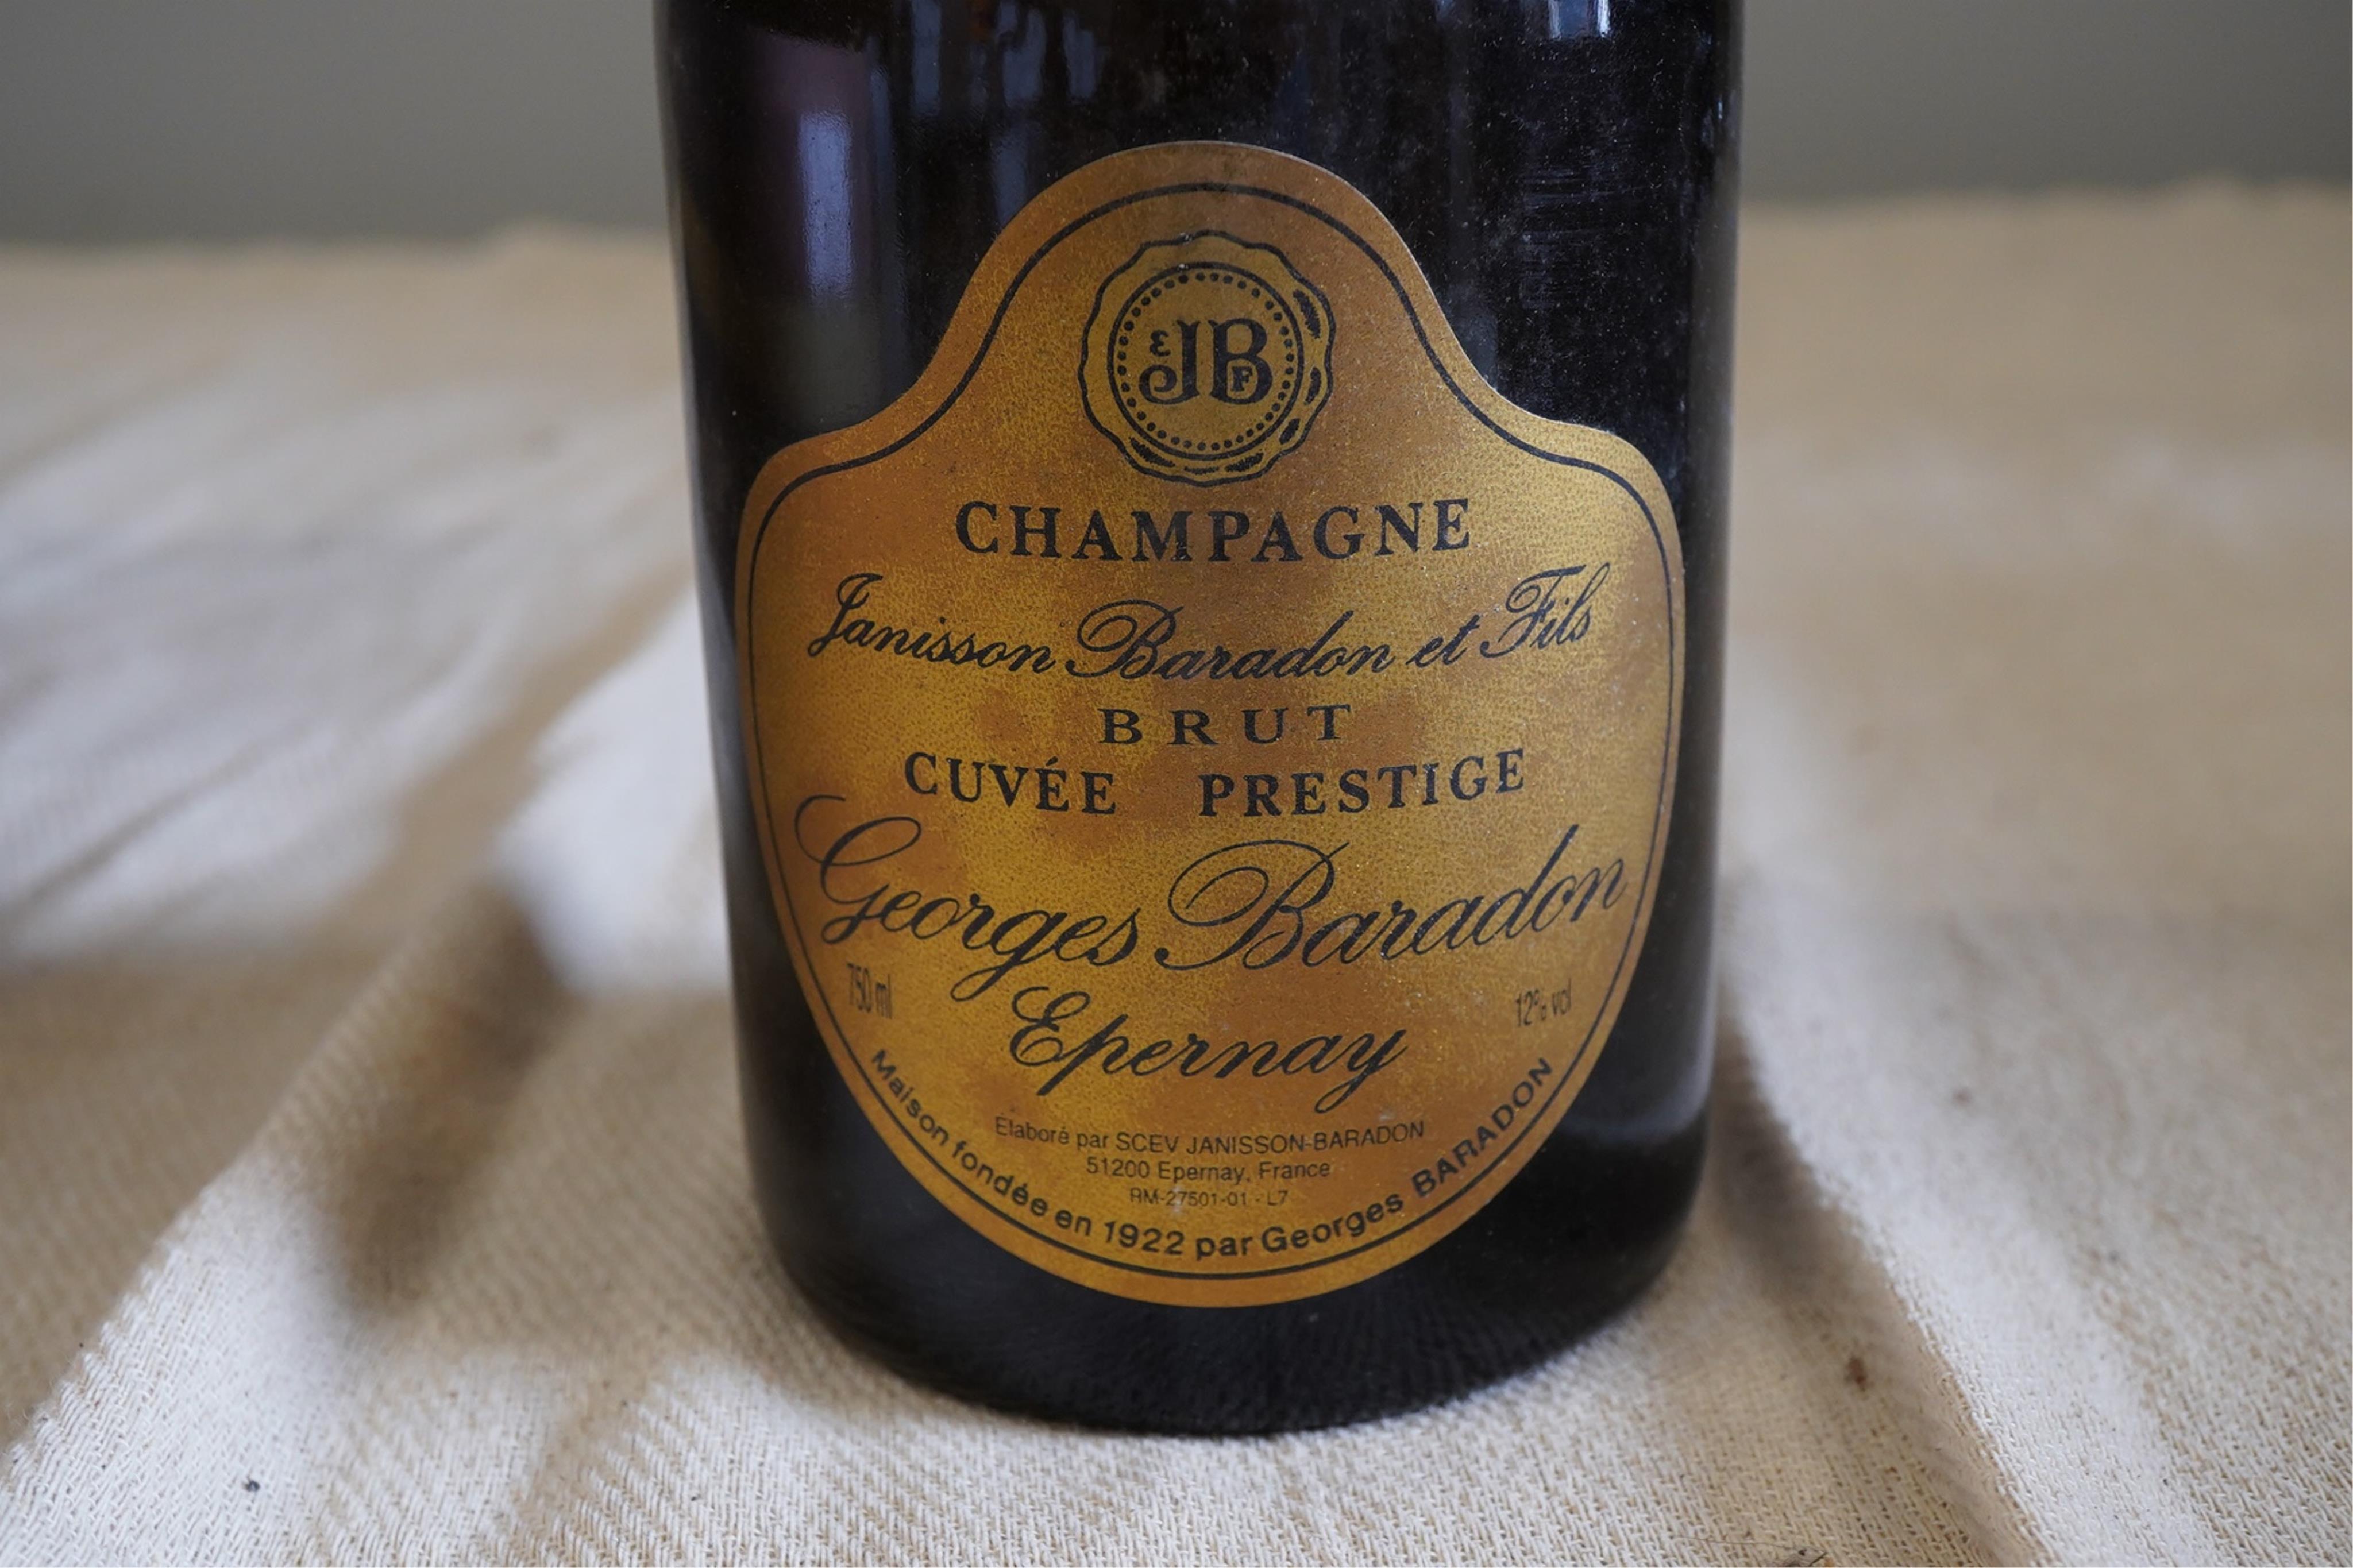 JB & F
CHAMPAGNE
Janisson Baradon et Fils
BRUT
CUVÉE PRESTIGE
Georges Baradon
750 ml
12% vol
Epernay
Elaboré par SCEV JANISSON-BARADON
51200 Epernay, France
RM-27501-01 - L7
Maison fondée en 1922 par Georges BARADON